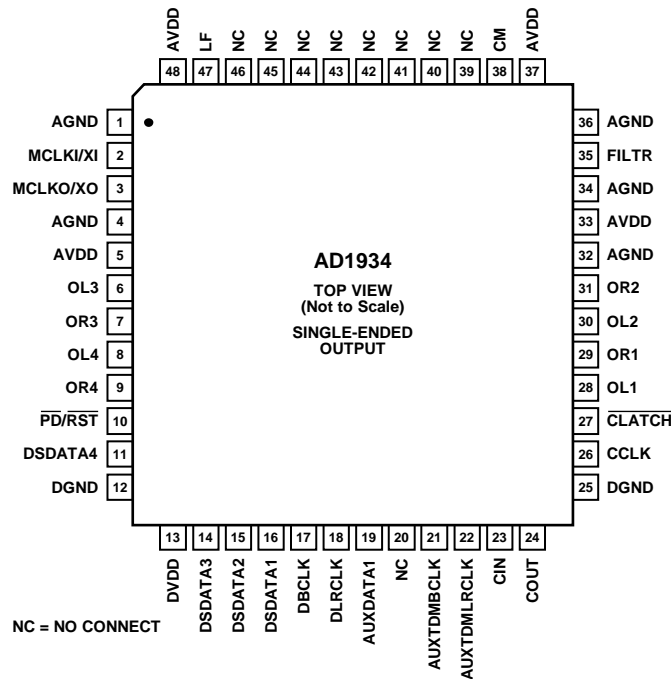 AVDD
LF
NC
NC
NC
NC
NC
NC
NC
NC
CM
AVDD
48
47
46
45
44
43
42
41
40
39
38
37
AGND 1
MCLKI/XI 2
MCLKO/XO 3
AGND 4
AVDD 5
OL3 6
OR3 7
OL4 8
OR4 9
PD/RST 10
DSDATA4 11
DGND 12
AD1934
TOP VIEW
(Not to Scale)
SINGLE-ENDED
OUTPUT
36 AGND
35 FILTR
34 AGND
33 AVDD
32 AGND
31 OR2
30 OL2
29 OR1
28 OL1
27 CLATCH
26 CCLK
25 DGND
13
14
15
16
17
18
19
20
21
22
23
24
DVDD
DSDATA3
DSDATA2
DSDATA1
DBCLK
DLRCLK
AUXDATA1
NC
AUXTDMBCLK
AUXTDMLRCLK
CIN
COUT
NC = NO CONNECT